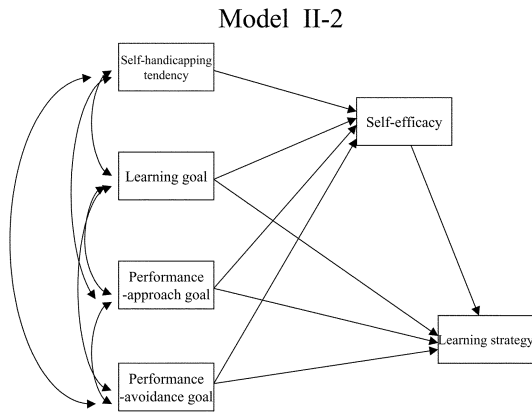 Model II-2
Self-handicapping
tendency
Self-efficacy
Learning goal
Performance
-approach goal
Learning strategy
Performance
-avoidance goal